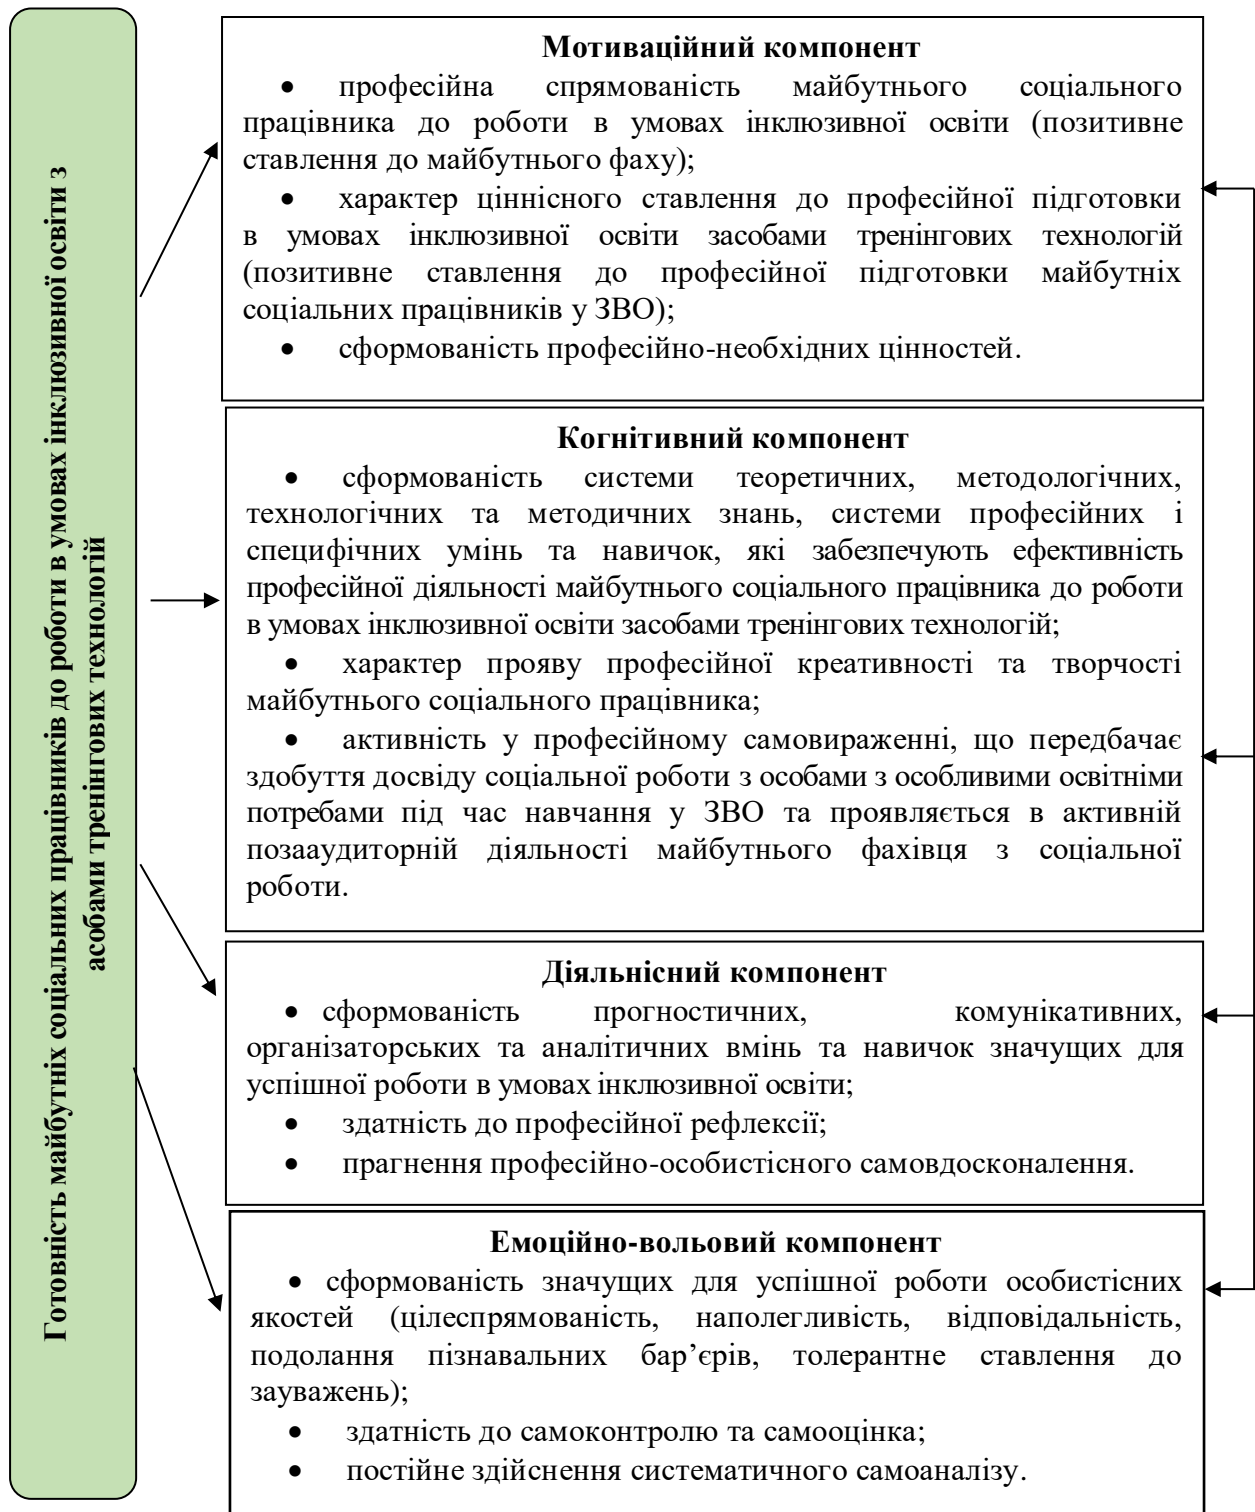 Готовність майбутніх соціальних працівників до роботи в умовах інклюзивної освіти з
асобами тренінгових технологій
Мотиваційний компонент
• професійна спрямованість майбутнього соціального
працівника до роботи в умовах інклюзивної освіти (позитивне
ставлення до майбутнього фаху);
• характер ціннісного ставлення до професійної підготовки
в умовах інклюзивної освіти засобами тренінгових технологій
(позитивне ставлення до професійної підготовки майбутніх
соціальних працівників у ЗВО);
• сформованість професійно-необхідних цінностей.
Когнітивний компонент
• сформованість системи теоретичних, методологічних,
технологічних та методичних знань, системи професійних і
специфічних умінь та навичок, які забезпечують ефективність
професійної діяльності майбутнього соціального працівника до роботи
в умовах інклюзивної освіти засобами тренінгових технологій;
• характер прояву професійної креативності та творчості
майбутнього соціального працівника;
• активність у професійному самовираженні, що передбачає
здобуття досвіду соціальної роботи з особами з особливими освітніми
потребами під час навчання у ЗВО та проявляється в активній
позааудиторній діяльності майбутнього фахівця з соціальної
роботи.
Діяльнісний компонент
• сформованість прогностичних, комунікативних,
організаторських та аналітичних вмінь та навичок значущих для
успішної роботи в умовах інклюзивної освіти;
• здатність до професійної рефлексії;
• прагнення професійно-особистісного самовдосконалення.
Емоційно-вольовий компонент
• сформованість значущих для успішної роботи особистісних
якостей (цілеспрямованість, наполегливість, відповідальність,
подолання пізнавальних бар’єрів, толерантне ставлення до
зауважень);
• здатність до самоконтролю та самооцінка;
• постійне здійснення систематичного самоаналізу.